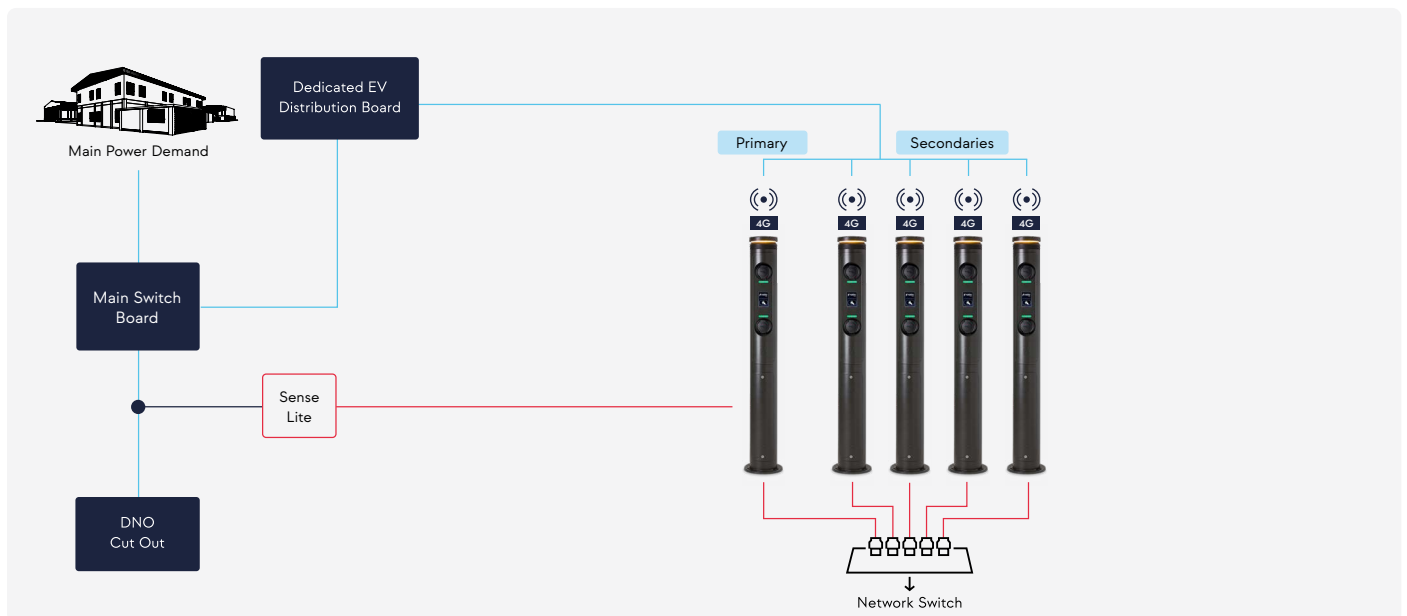 Dedicated EV
Distribution Board
Main Power Demand
Primary
Secondaries
4G
4G
4G
4G
4G
Main Switch
Board
Sense
Lite
DNO
Cut Out
Network Switch